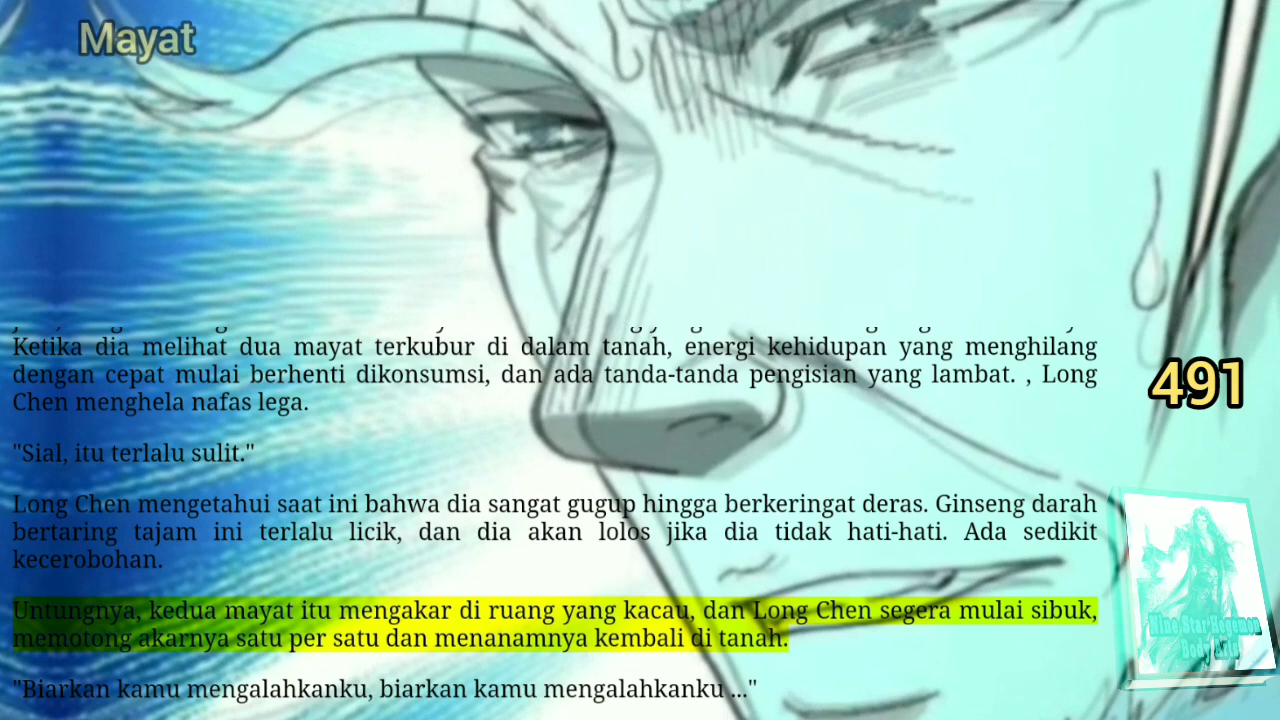 Mayat
Ketika dia melihat dua mayat terkubur di dalam tanah, energi kehidupan yang menghilang
dengan cepat mulai berhenti dikonsumsi, dan ada tanda-tanda pengisian yang lambat. , Long
Chen menghela nafas lega.
"Sial, itu terlalu sulit."
Long Chen mengetahui saat ini bahwa dia sangat gugup hingga berkeringat deras. Ginseng darah
bertaring tajam ini terlalu licik, dan dia akan lolos jika dia tidak hati-hati. Ada sedikit
kecerobohan.
Untungnya, kedua mayat itu mengakar di ruang yang kacau, dan Long Chen segera mulai sibuk,
memotong akarnya satu per satu dan menanamnya kembali di tanah.
"Biarkan kamu mengalahkanku, biarkan kamu mengalahkanku ..."
491
Nine Star Hegemon
Body Arts